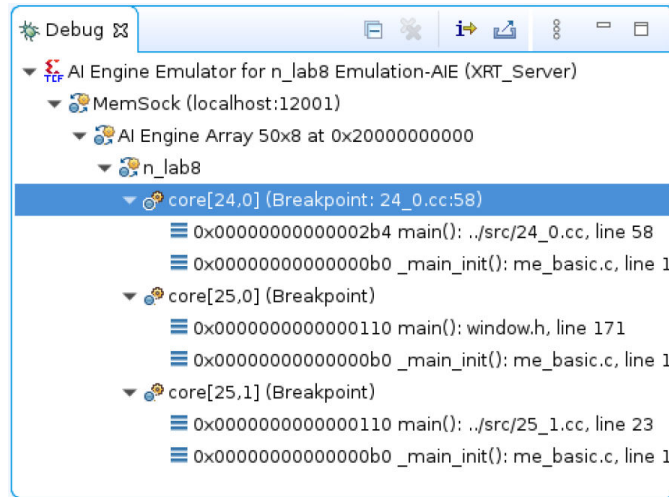 Debug
TCF AI Engine Emulator for n_lab8 Emulation-AIE (XRT_Server)
MemSock (localhost:12001)
AI Engine Array 50x8 at 0x20000000000
n_lab8
core[24,0] (Breakpoint: 24_0.cc:58)
0x00000000000002b4 main(): ../src/24_0.cc, line 58
0x00000000000000b0 _main_init(): me_basic.c, line 1
core[25,0] (Breakpoint)
0x0000000000000110 main(): window.h, line 171
0x00000000000000b0 _main_init(): me_basic.c, line 1
core[25,1] (Breakpoint)
0x0000000000000110 main(): ../src/25_1.cc, line 23
0x00000000000000b0 _main_init(): me_basic.c, line 1